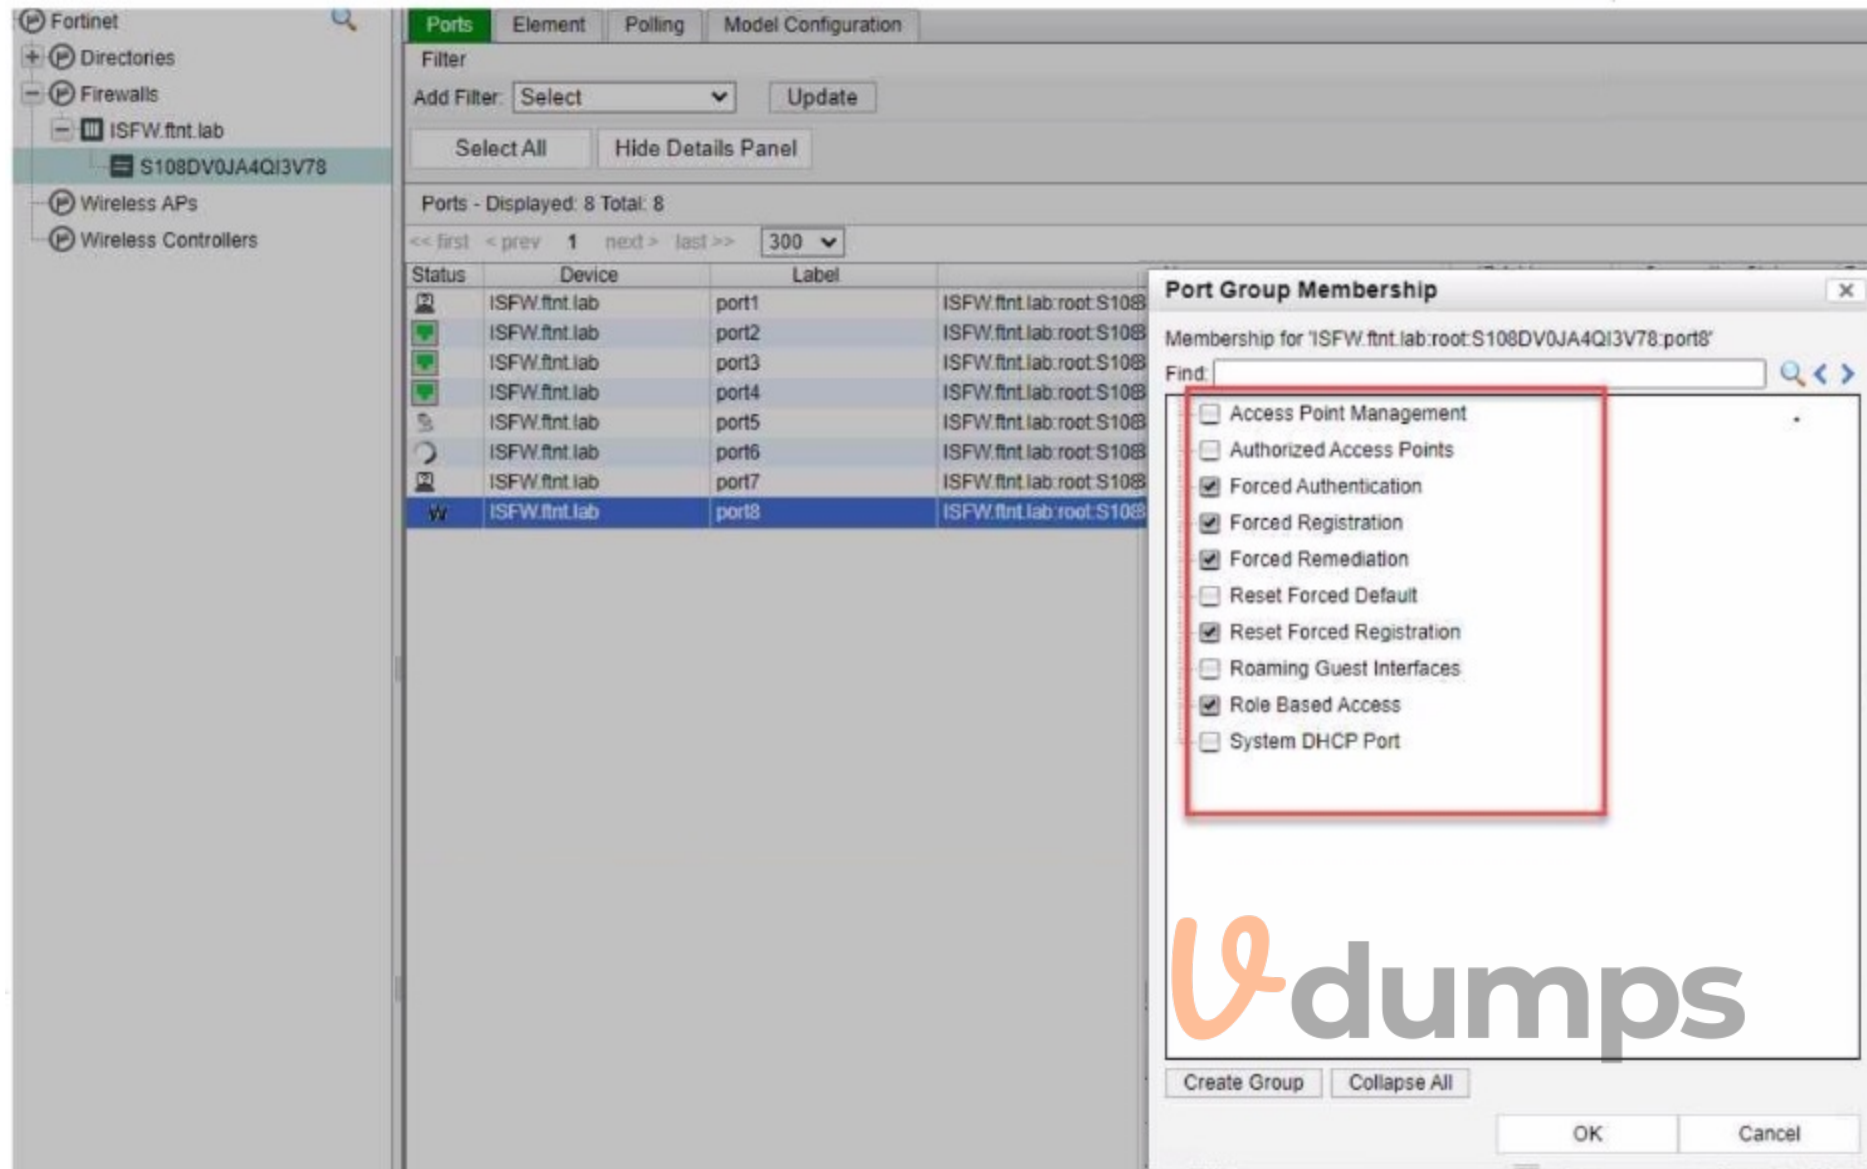 Fortinet
Directories
Firewalls
ISFW.ftnt.lab
S108DV0JA4QI3V78
Wireless APs
Wireless Controllers
Ports Element Polling Model Configuration
Filter
Add Filter: Select Update
Select All Hide Details Panel
Ports - Displayed: 8 Total: 8
<< first < prev 1 next > last >> 300
Status Device Label
ISFW.ftnt.lab port1 ISFW.ftnt.lab:root:S108
ISFW.ftnt.lab port2 ISFW.ftnt.lab:root:S108
ISFW.ftnt.lab port3 ISFW.ftnt.lab:root:S108
ISFW.ftnt.lab port4 ISFW.ftnt.lab:root:S108
ISFW.ftnt.lab port5 ISFW.ftnt.lab:root:S108
ISFW.ftnt.lab port6 ISFW.ftnt.lab:root:S108
ISFW.ftnt.lab port7 ISFW.ftnt.lab:root:S108
W ISFW.ftnt.lab port8 ISFW.ftnt.lab:root:S108
Port Group Membership
Membership for 'ISFW.ftnt.lab:root:S108DV0JA4QI3V78:port8'
Find:
Access Point Management
Authorized Access Points
Forced Authentication
Forced Registration
Forced Remediation
Reset Forced Default
Reset Forced Registration
Roaming Guest Interfaces
Role Based Access
System DHCP Port
Vdumps
Create Group Collapse All
OK Cancel